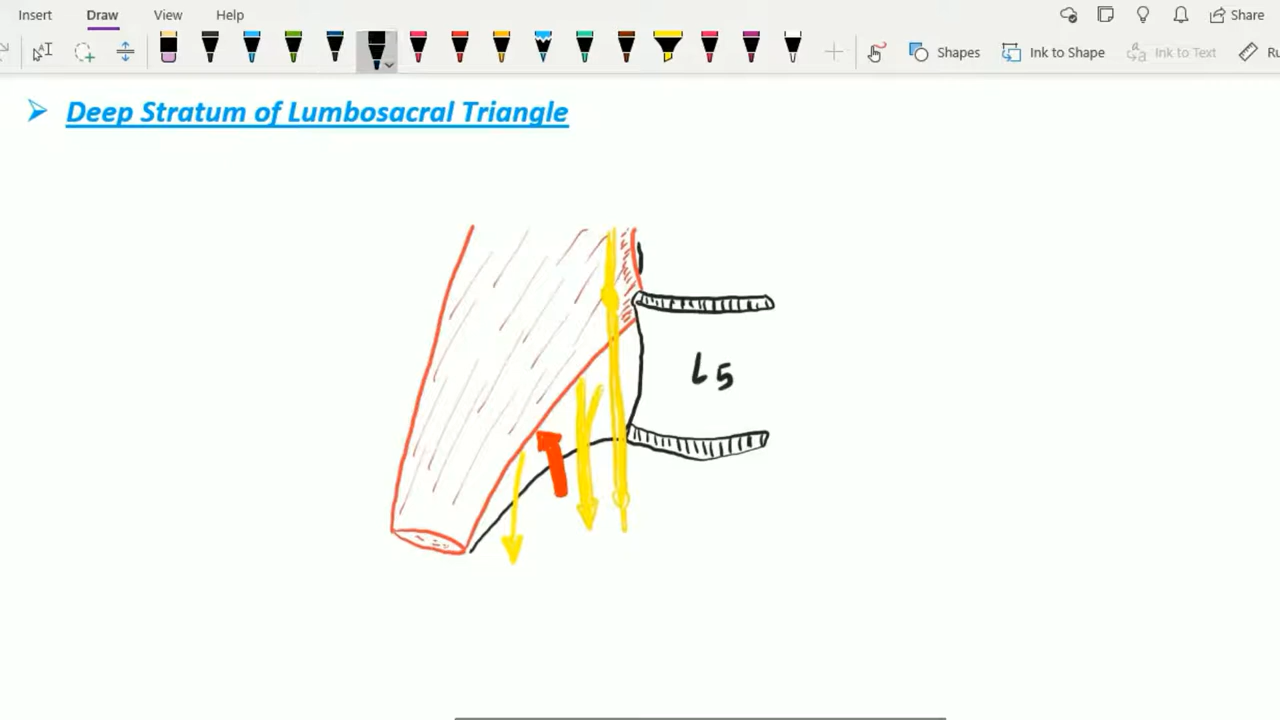 Insert Draw View Help Share
Shapes Ink to Shape Ink to Text
Deep Stratum of Lumbosacral Triangle
L5